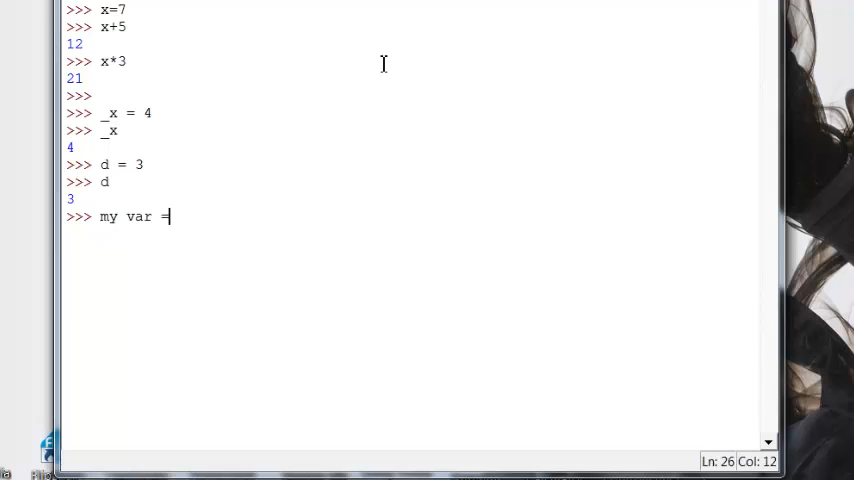 >>> x=7
>>> x+5
12
>>> x*3
21
>>>
>>> _x = 4
>>> _x
4
>>> d = 3
>>> d
3
>>> my var =
Ln: 26 Col: 12